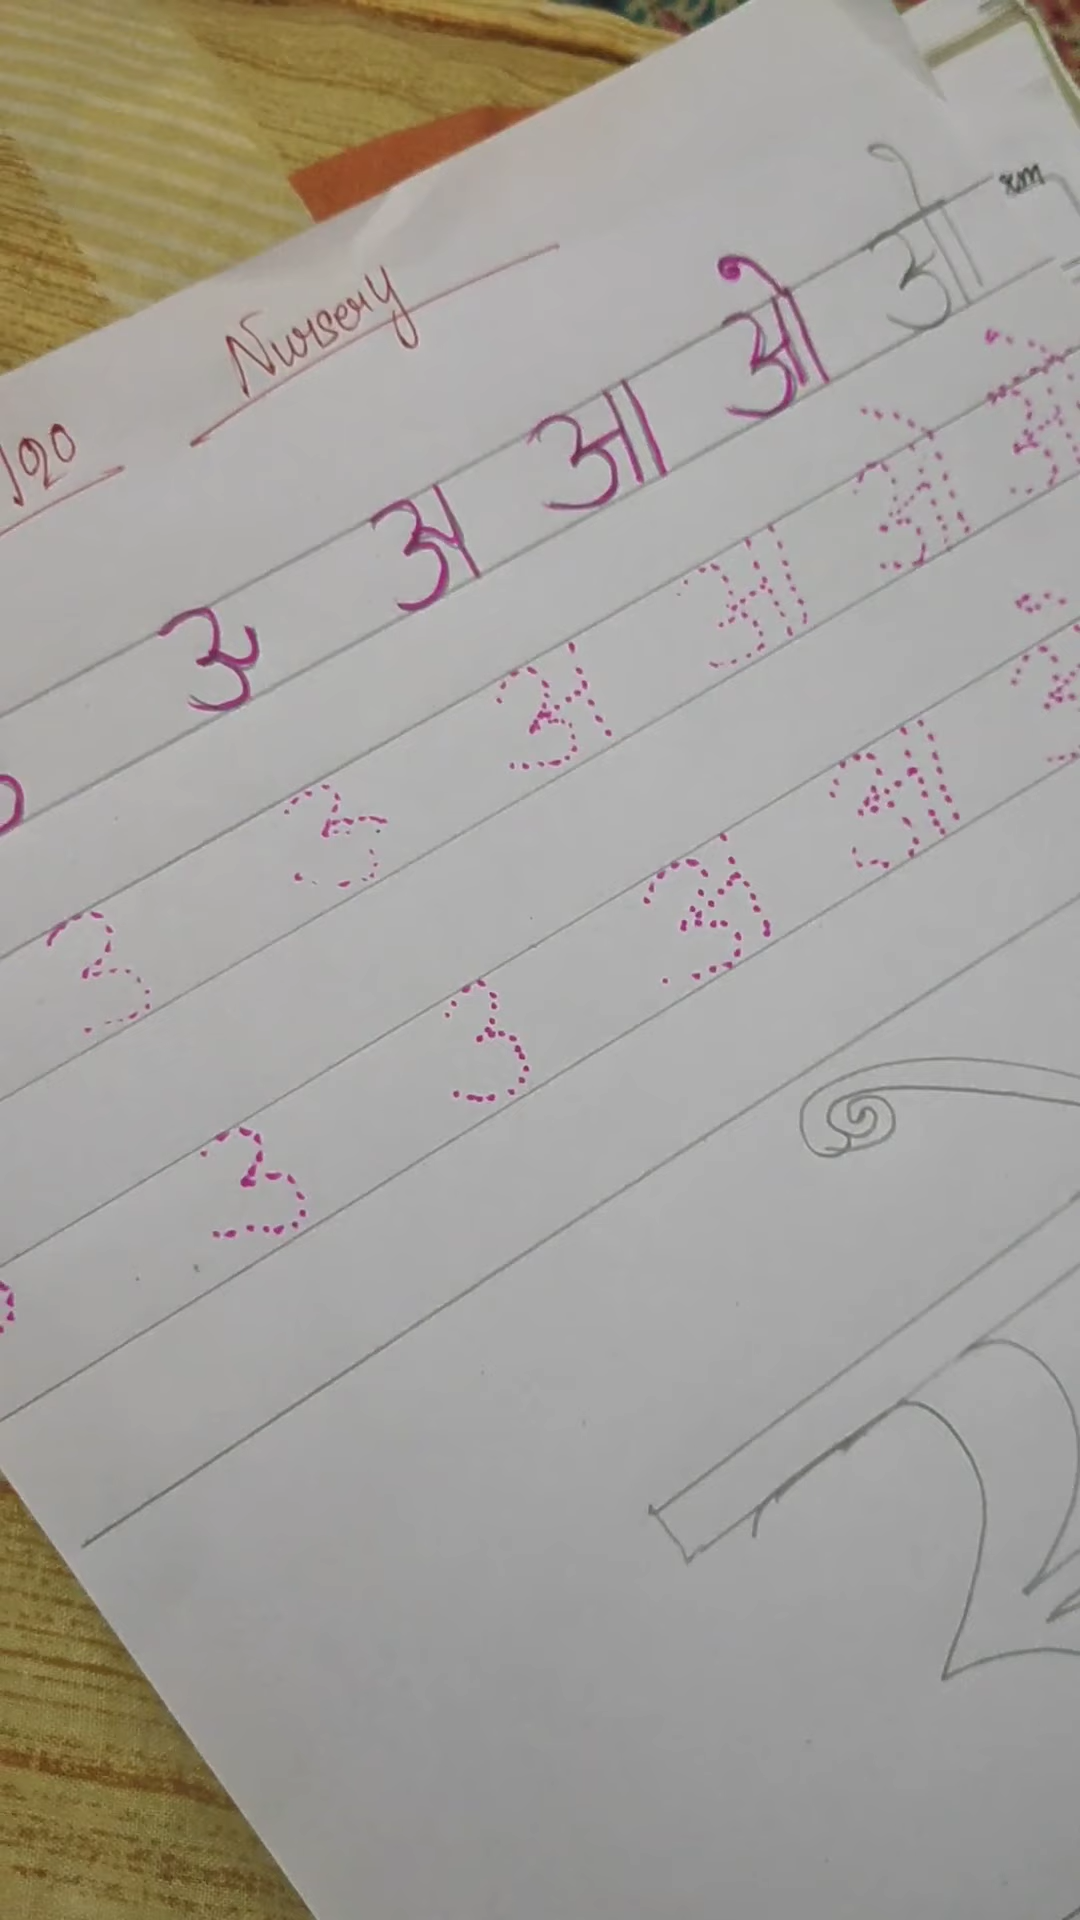 Nursery
/20
उ अ आ ओ ओ
उ उ अ आ ओ ओ
उ उ अ आ